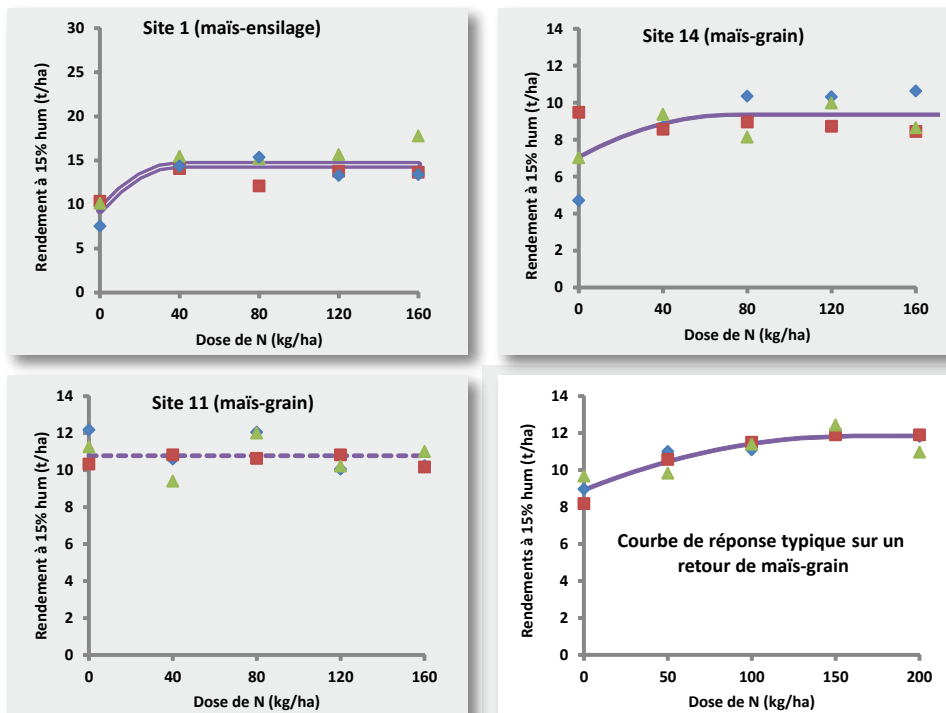 Site 1 (maïs-ensilage)
Rendement à 15% hum (t/ha)
30
25
20
15
10
5
0
0 40 80 120 160
Dose de N (kg/ha)
Site 14 (maïs-grain)
Rendement à 15% hum (t/ha)
14
12
10
8
6
4
2
0
0 40 80 120 160
Dose de N (kg/ha)
Site 11 (maïs-grain)
Rendement à 15% hum (t/ha)
14
12
10
8
6
4
2
0
0 40 80 120 160
Dose de N (kg/ha)
Rendements à 15% hum (t/ha)
14
12
10
8
6
4
2
0
Courbe de réponse typique sur un
retour de maïs-grain
0 50 100 150 200
Dose de N (kg/ha)